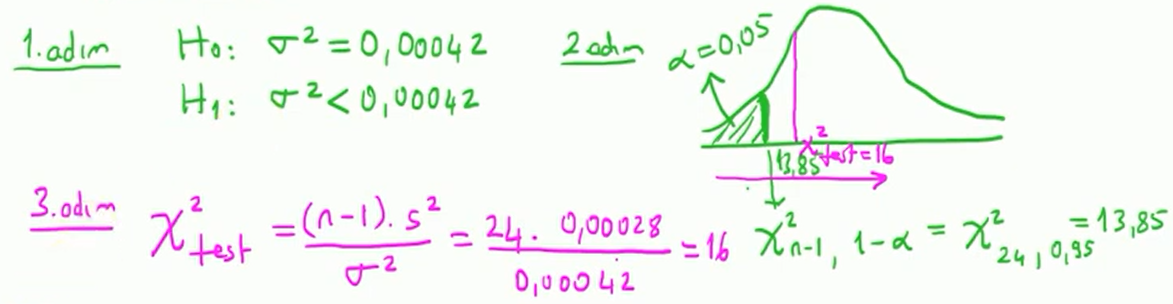 1.adım H₀: σ² = 0,00042
H₁: σ² < 0,00042
2 adım α=0,05
13,85
χ²test = 16
3.adım χ²test = (n-1). s² / σ² = 24. 0,00028 / 0,00042 = 16
χ²n-1, 1-α = χ²24, 0,95 = 13,85